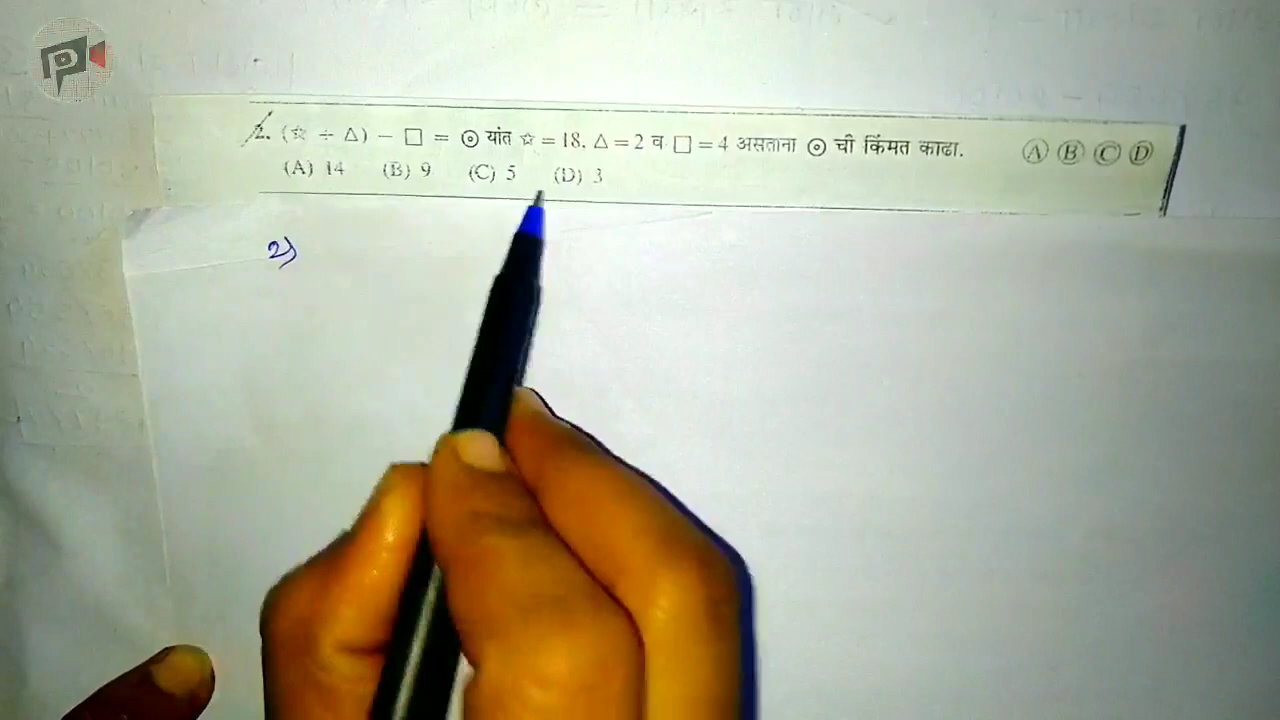 2. (☆ ÷ △) − □ = ⊙ यांत ☆ = 18, △ = 2 व □ = 4 असताना ⊙ ची किंमत काढा. Ⓐ Ⓑ Ⓒ Ⓓ
(A) 14 (B) 9 (C) 5 (D) 3
2)